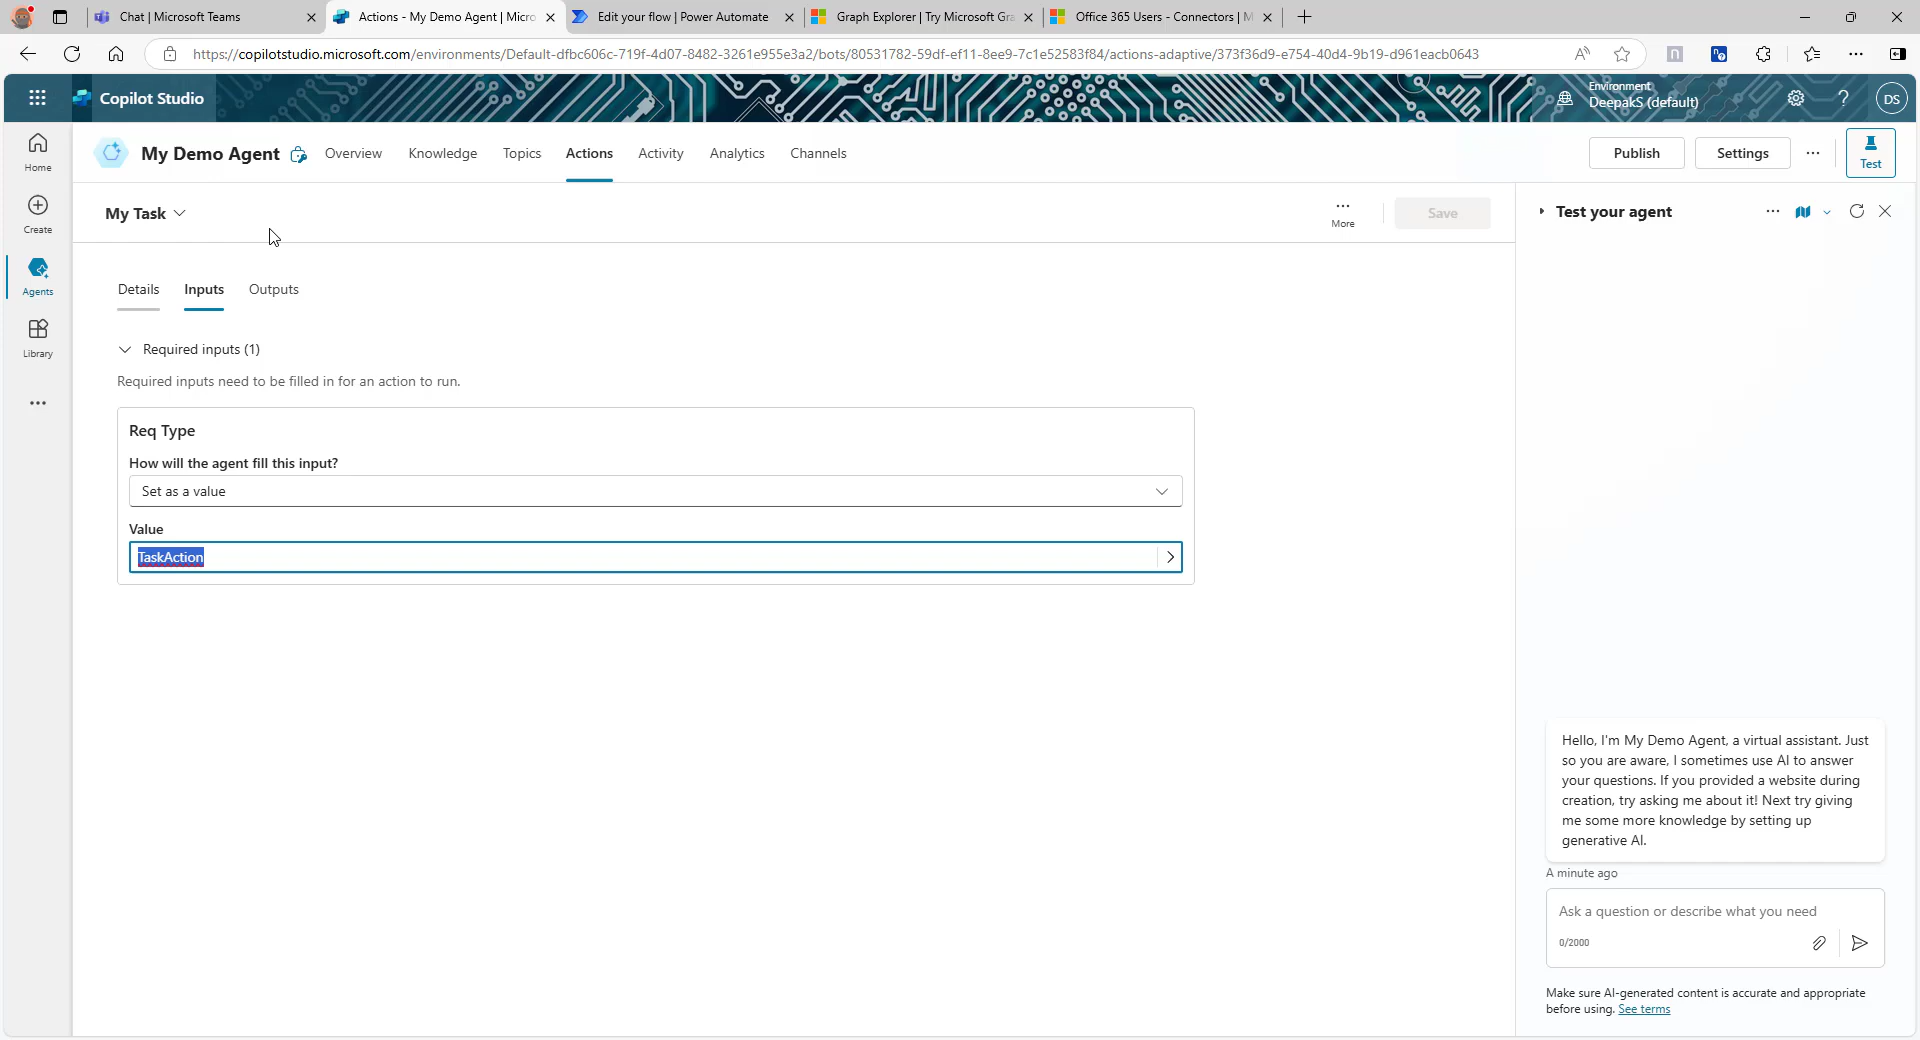 Chat | Microsoft Teams
Actions - My Demo Agent | Micro
Edit your flow | Power Automate
Graph Explorer | Try Microsoft Gra
Office 365 Users - Connectors | M
https://copilotstudio.microsoft.com/environments/Default-dfbc606c-719f-4d07-8482-3261e955e3a2/bots/80531782-59df-ef11-8ee9-7c1e52583f84/actions-adaptive/373f36d9-e754-40d4-9b19-d961eacb0643
Copilot Studio
Environment
DeepakS (default)
DS
Home
Create
Agents
Library
My Demo Agent
Overview
Knowledge
Topics
Actions
Activity
Analytics
Channels
Publish
Settings
Test
My Task
More
Save
Details
Inputs
Outputs
Required inputs (1)
Required inputs need to be filled in for an action to run.
Req Type
How will the agent fill this input?
Set as a value
Value
TaskAction
Test your agent
Hello, I'm My Demo Agent, a virtual assistant. Just
so you are aware, I sometimes use AI to answer
your questions. If you provided a website during
creation, try asking me about it! Next try giving
me some more knowledge by setting up
generative AI.
A minute ago
Ask a question or describe what you need
0/2000
Make sure AI-generated content is accurate and appropriate
before using. See terms